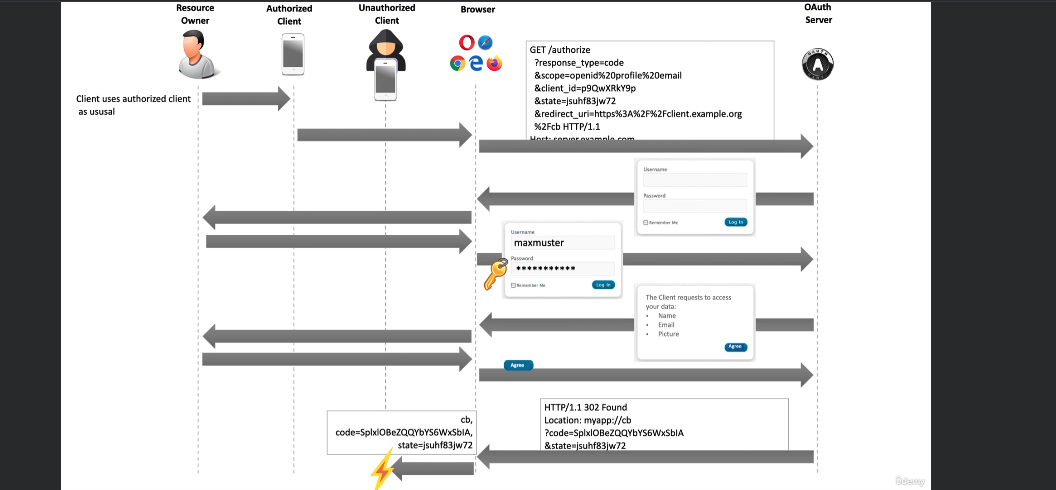 Resource
Owner
Authorized
Client
Unauthorized
Client
Browser
OAuth
Server
GET /authorize
?response_type=code
&scope=openid%20profile%20email
&client_id=p9QwXRkY9p
&state=jsuhf83jw72
&redirect_uri=https%3A%2F%2Fclient.example.org
%2Fcb HTTP/1.1
Host: server.example.com
Client uses authorized client
as ususal
Username
Password
Remember Me
Log In
Username
maxmuster
Password
***********
Remember Me
Log In
The Client requests to access
your data:
• Name
• Email
• Picture
Agree
Agree
HTTP/1.1 302 Found
Location: myapp://cb
?code=SplxlOBeZQQYbYS6WxSbIA
&state=jsuhf83jw72
cb,
code=SplxlOBeZQQYbYS6WxSbIA,
state=jsuhf83jw72
Udemy